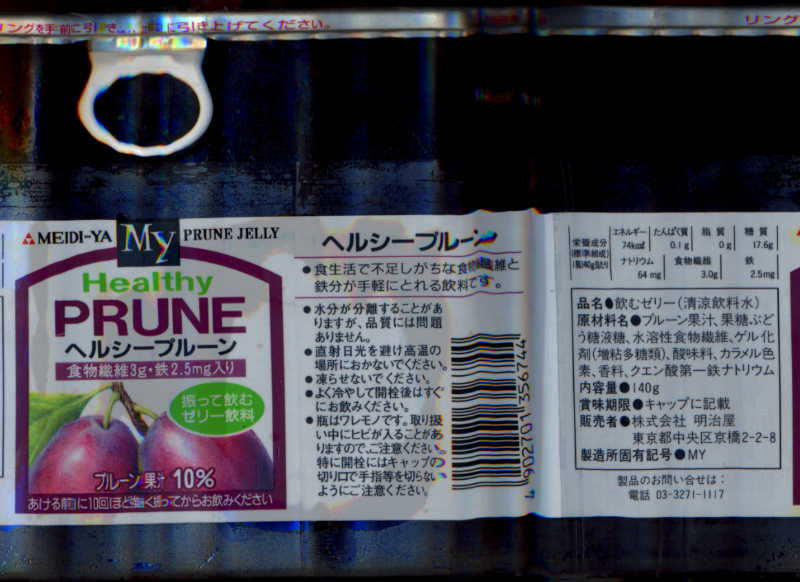 リングを手前に引き
に引き上げてください。
リング
MEIDI-YA My PRUNE JELLY
Healthy
PRUNE
ヘルシープルーン
食物繊維3g・鉄2.5mg入り
振って飲む
ゼリー飲料
プルーン果汁 10%
あける前に10回ほど強く振ってからお飲みください
ヘルシープルーン
●食生活で不足しがちな食物繊維と
鉄分が手軽にとれる飲料です。
●水分が分離することがあ
りますが、品質には問題
ありません。
●直射日光を避け高温の
場所におかないでください。
●凍らせないでください。
●よく冷やして開栓後はすぐ
にお飲みください。
●瓶はワレモノです。取り扱
い中にヒビが入ることがあ
りますので、ご注意ください。
特に開栓にはキャップの
切り口で手指等を切らない
ようにご注意ください。
4 902701 356744
栄養成分
(標準組成)
1瓶(140g)当り
エネルギー たんぱく質 脂質 糖質
74kcal 0.1g 0g 17.6g
ナトリウム 食物繊維 鉄
64mg 3.0g 2.5mg
品名●飲むゼリー(清涼飲料水)
原材料名●プルーン果汁、果糖ぶど
う糖液糖、水溶性食物繊維、ゲル化
剤(増粘多糖類)、酸味料、カラメル色
素、香料、クエン酸第一鉄ナトリウム
内容量●140g
賞味期限●キャップに記載
販売者●株式会社 明治屋
東京都中央区京橋2-2-8
製造所固有記号●MY
製品のお問い合せは:
電話 03-3271-1117